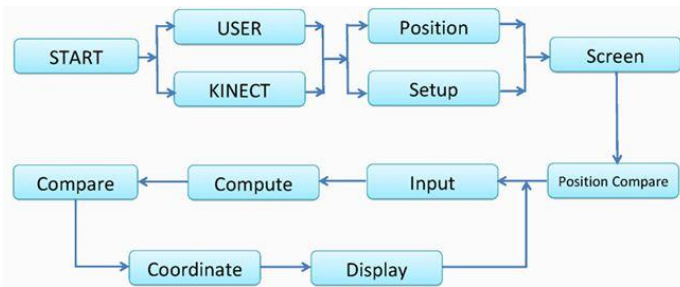 START
USER
KINECT
Position
Setup
Screen
Position Compare
Input
Compute
Compare
Coordinate
Display